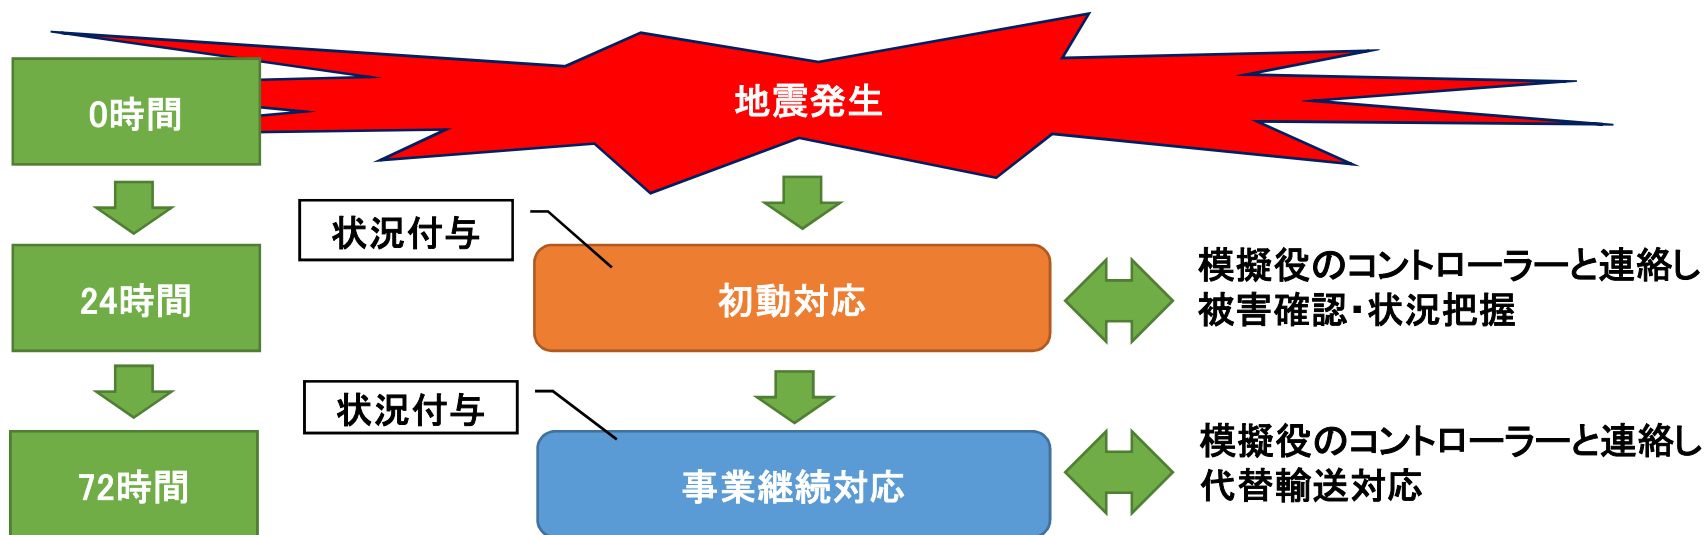 地震発生
0時間
状況付与
24時間
初動対応
模擬役のコントローラーと連絡し
被害確認・状況把握
状況付与
72時間
事業継続対応
模擬役のコントローラーと連絡し
代替輸送対応